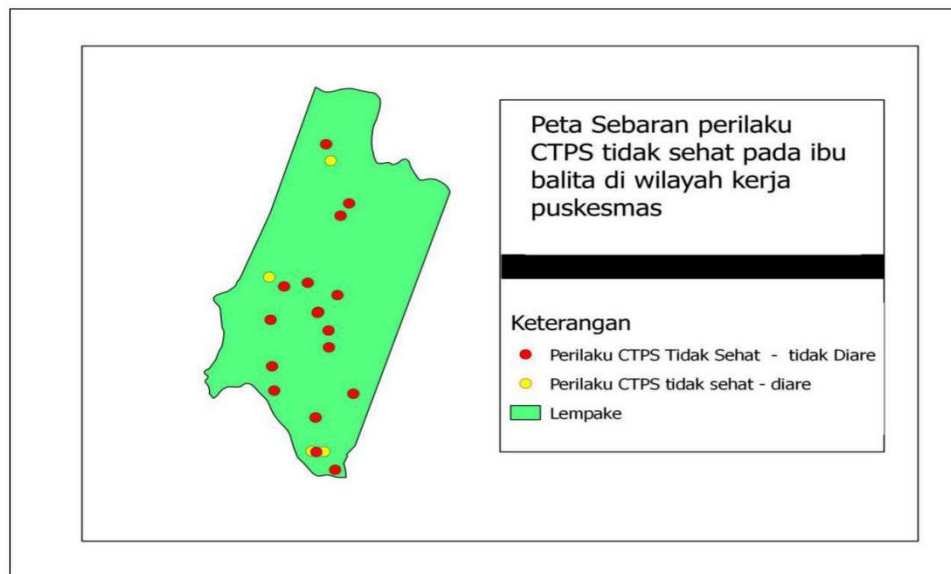 Peta Sebaran perilaku
CTPS tidak sehat pada ibu
balita di wilayah kerja
puskesmas
Keterangan
Perilaku CTPS Tidak Sehat - tidak Diare
Perilaku CTPS tidak sehat - diare
Lempake